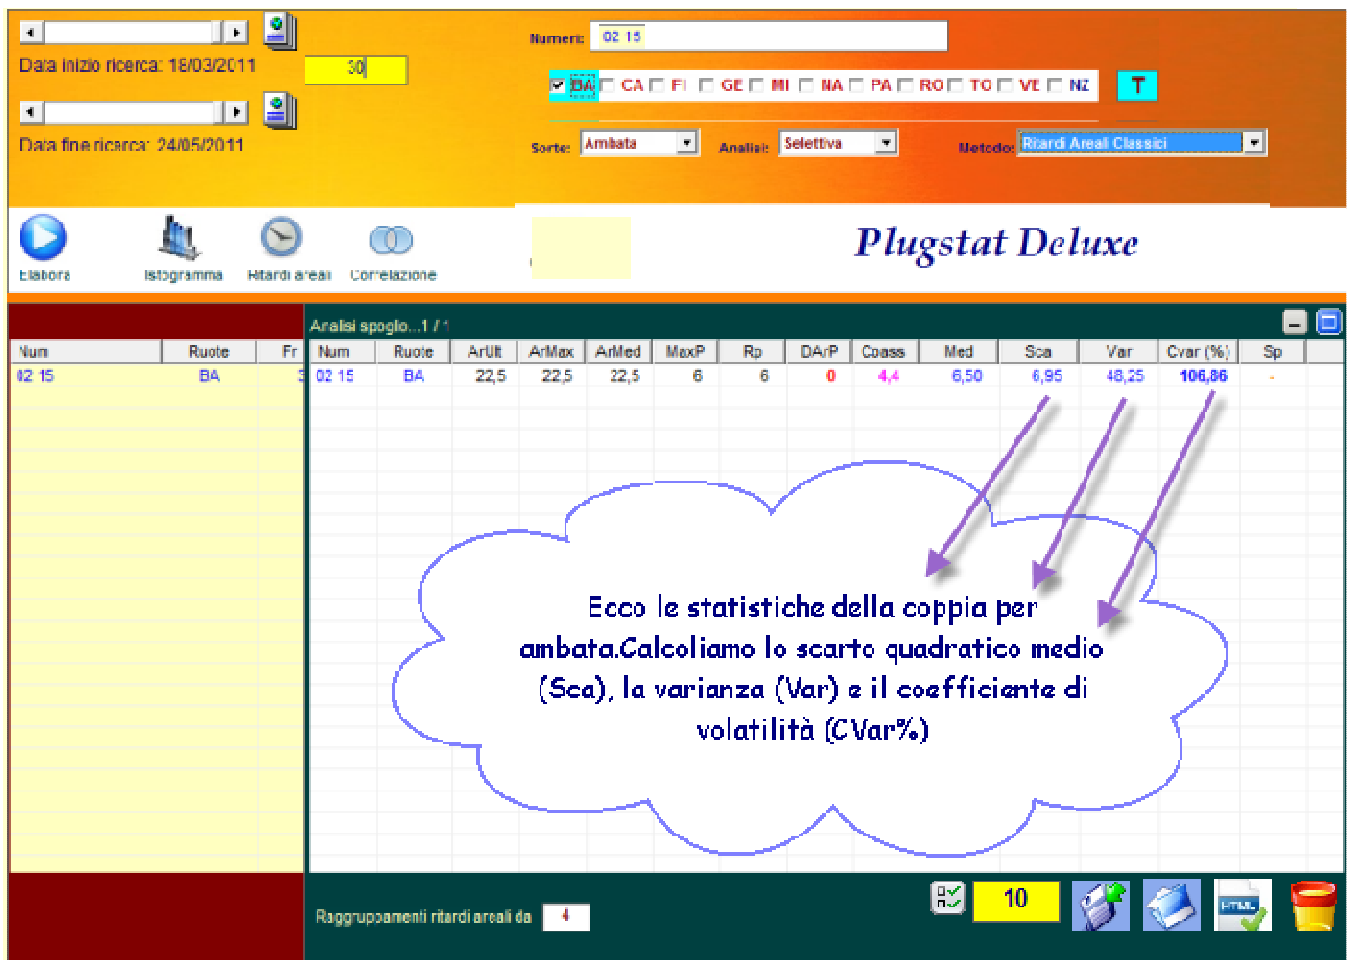 Data inizio ricerca: 18/03/2011
30
Data fine ricerca: 24/05/2011
Numeri: 02 15
BA CA FI GE MI NA PA RO TO VE NZ T
Sorte: Ambata Analisi: Selettiva Metodo: Ritardi Areali Classici
Elabora Istogramma Ritardi areali Correlazione
Plugstat Deluxe
Analisi spoglio...1 / 1
Num Ruote Fr Num Ruote ArUlt ArMax ArMed MaxP Rp DArP Coass Med Sca Var Cvar (%) Sp
02 15 BA 3 02 15 BA 22,5 22,5 22,5 6 6 0 4,4 6,50 6,95 48,25 106,86 -
Ecco le statistiche della coppia per
ambata.Calcoliamo lo scarto quadratico medio
(Sca), la varianza (Var) e il coefficiente di
volatilità (CVar%)
Raggruppamenti ritardi areali da 4
10
HTML